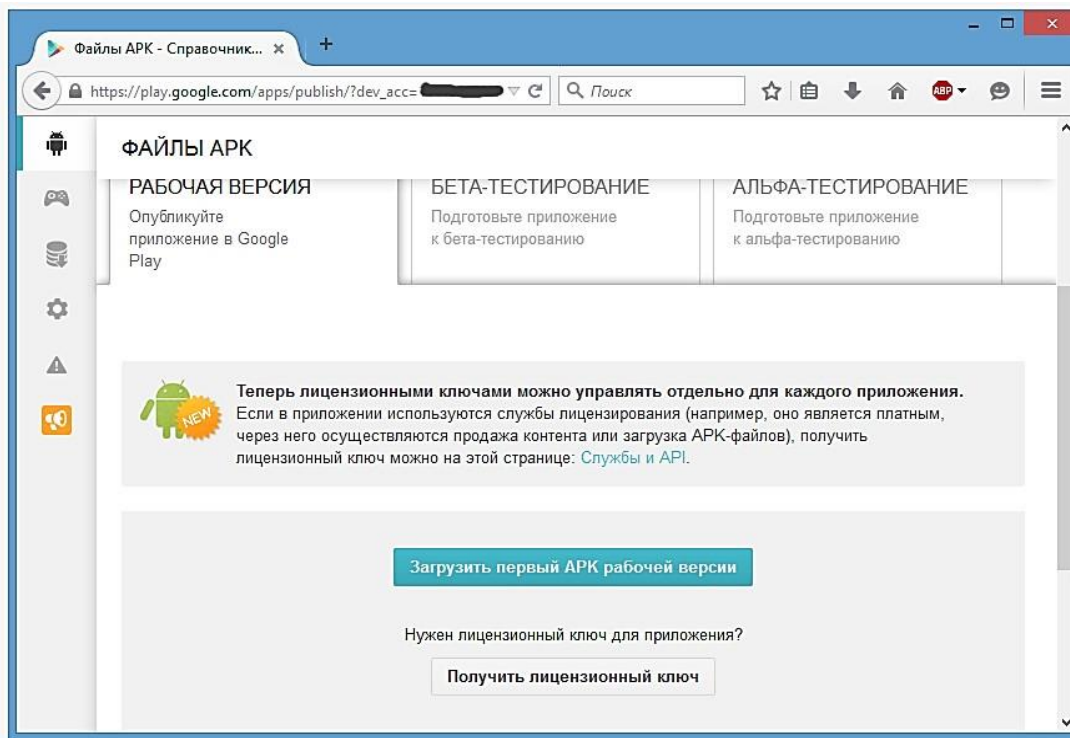 Файлы APK - Справочник...
https://play.google.com/apps/publish/?dev_acc=
Поиск
ABP
ФАЙЛЫ APK
РАБОЧАЯ ВЕРСИЯ
Опубликуйте
приложение в Google
Play
БЕТА-ТЕСТИРОВАНИЕ
Подготовьте приложение
к бета-тестированию
АЛЬФА-ТЕСТИРОВАНИЕ
Подготовьте приложение
к альфа-тестированию
NEW
Теперь лицензионными ключами можно управлять отдельно для каждого приложения.
Если в приложении используются службы лицензирования (например, оно является платным,
через него осуществляются продажа контента или загрузка APK-файлов), получить
лицензионный ключ можно на этой странице: Службы и API.
Загрузить первый APK рабочей версии
Нужен лицензионный ключ для приложения?
Получить лицензионный ключ